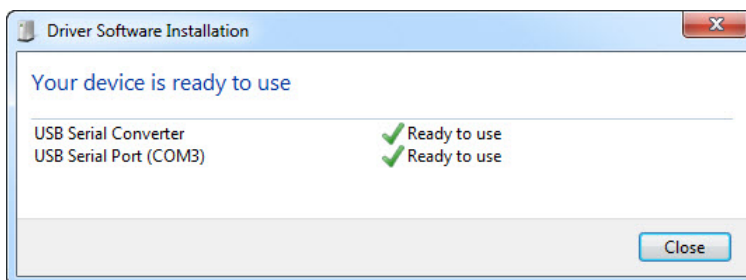 Driver Software Installation
Your device is ready to use
USB Serial Converter Ready to use
USB Serial Port (COM3) Ready to use
Close